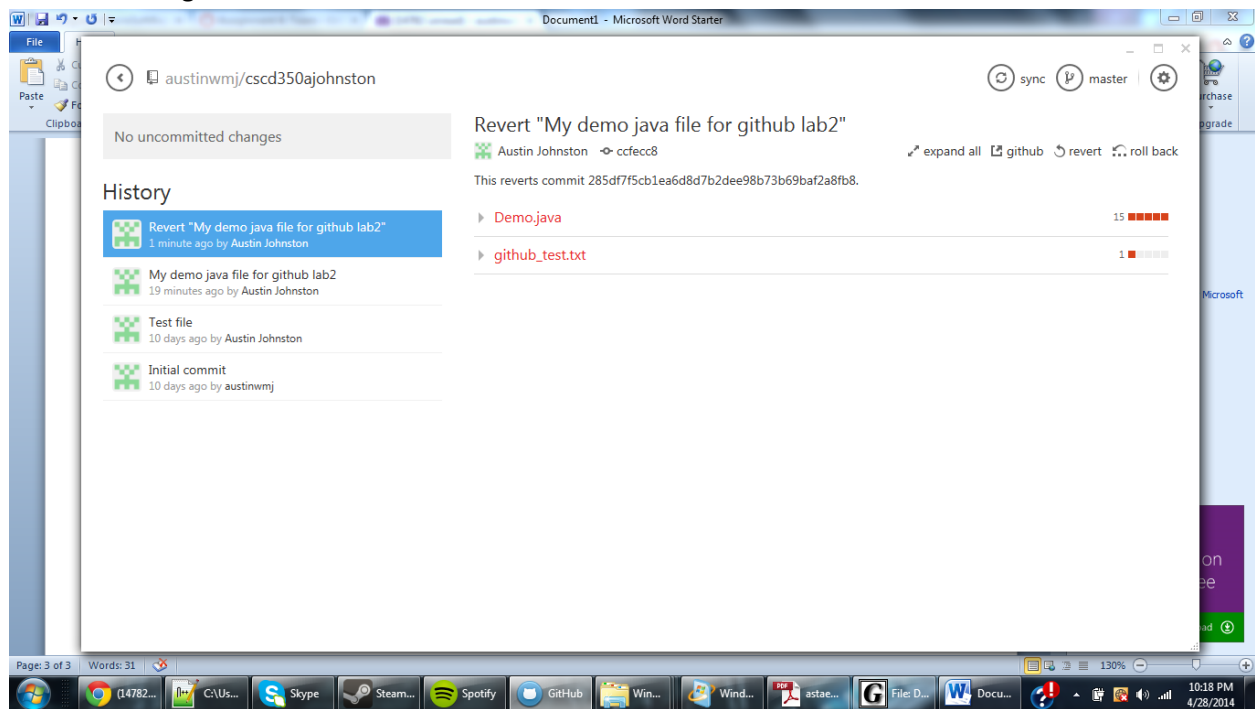 Document1 - Microsoft Word Starter
File
Paste
Clipboa
austinwmj/cscd350ajohnston
sync
master
rchase
pgrade
No uncommitted changes
Revert "My demo java file for github lab2"
Austin Johnston ccfecc8
expand all github revert roll back
This reverts commit 285df7f5cb1ea6d8d7b2dee98b73b69baf2a8fb8.
History
Revert "My demo java file for github lab2"
1 minute ago by Austin Johnston
My demo java file for github lab2
19 minutes ago by Austin Johnston
Test file
10 days ago by Austin Johnston
Initial commit
10 days ago by austinwmj
Demo.java
15
github_test.txt
1
Microsoft
on
ee
ad
Page: 3 of 3
Words: 31
130%
(14782...
C:\Us...
Skype
Steam...
Spotify
GitHub
Win...
Wind...
astae...
File: D...
Docu...
10:18 PM
4/28/2014